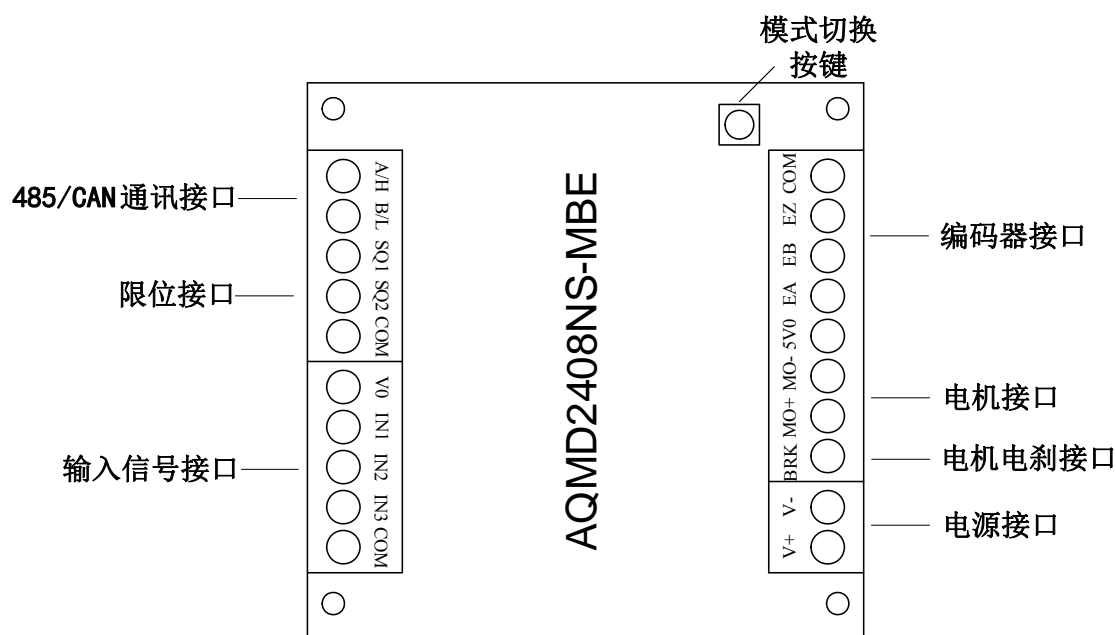 模式切换
按键
485/CAN通讯接口
限位接口
输入信号接口
A/H
B/L
SQ1
SQ2
COM
V0
IN1
IN2
IN3
COM
AQMD2408NS-MBE
COM
EZ
EB
EA
5V0
MO-
MO+
BRK
V-
V+
编码器接口
电机接口
电机电刹接口
电源接口